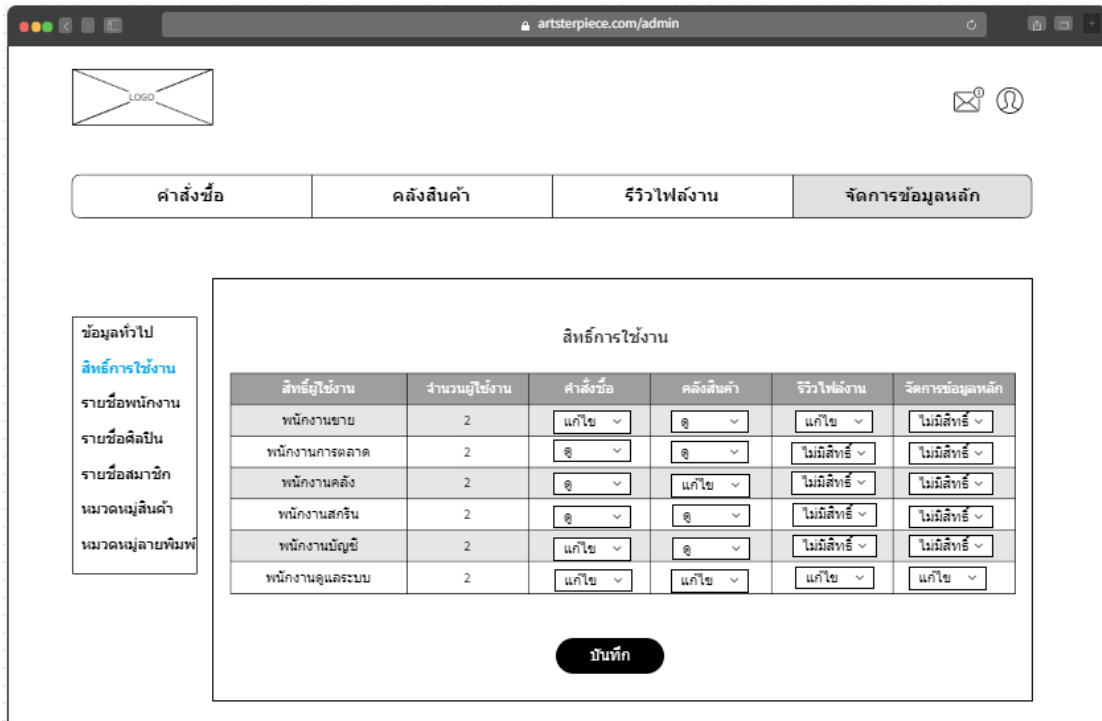 artsterpiece.com/admin
LOGO
คำสั่งซื้อ คลังสินค้า รีวิวไฟล์งาน จัดการข้อมูลหลัก
ข้อมูลทั่วไป
สิทธิ์การใช้งาน
รายชื่อพนักงาน
รายชื่อศิลปิน
รายชื่อสมาชิก
หมวดหมู่สินค้า
หมวดหมู่ลายพิมพ์
สิทธิ์การใช้งาน
สิทธิ์ผู้ใช้งาน จำนวนผู้ใช้งาน คำสั่งซื้อ คลังสินค้า รีวิวไฟล์งาน จัดการข้อมูลหลัก
พนักงานขาย 2 แก้ไข ดู แก้ไข ไม่มีสิทธิ์
พนักงานการตลาด 2 ดู ดู ไม่มีสิทธิ์ ไม่มีสิทธิ์
พนักงานคลัง 2 ดู แก้ไข ไม่มีสิทธิ์ ไม่มีสิทธิ์
พนักงานสกรีน 2 ดู ดู ไม่มีสิทธิ์ ไม่มีสิทธิ์
พนักงานบัญชี 2 แก้ไข ดู ไม่มีสิทธิ์ ไม่มีสิทธิ์
พนักงานดูแลระบบ 2 แก้ไข แก้ไข แก้ไข แก้ไข
บันทึก